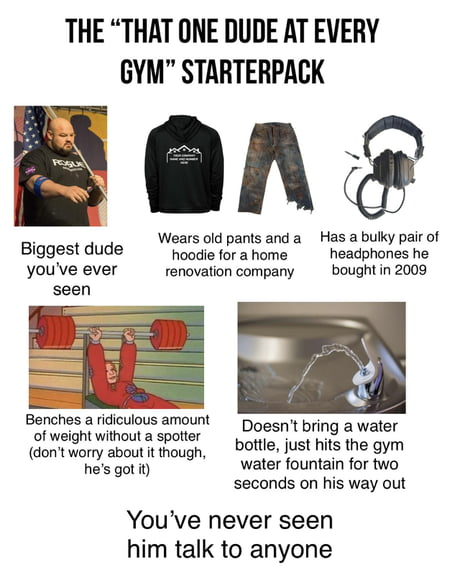 THE “THAT ONE DUDE AT EVERY
GYM” STARTERPACK
ROGUE
Biggest dude
you’ve ever
seen
Wears old pants and a
hoodie for a home
renovation company
Has a bulky pair of
headphones he
bought in 2009
Benches a ridiculous amount
of weight without a spotter
(don’t worry about it though,
he’s got it)
Doesn’t bring a water
bottle, just hits the gym
water fountain for two
seconds on his way out
You’ve never seen
him talk to anyone